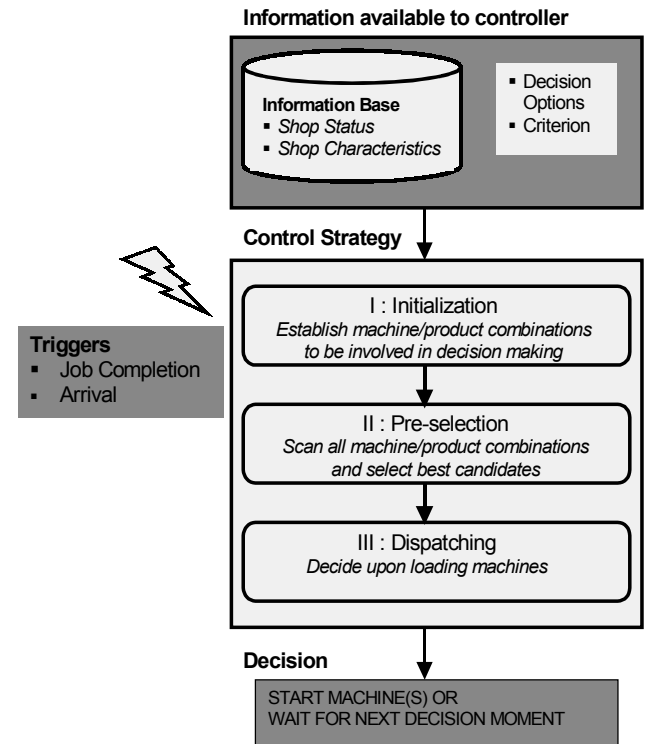 Information available to controller
Information Base
▪ Shop Status
▪ Shop Characteristics
▪ Decision
Options
▪ Criterion
Control Strategy
Triggers
▪ Job Completion
▪ Arrival
I : Initialization
Establish machine/product combinations
to be involved in decision making
II : Pre-selection
Scan all machine/product combinations
and select best candidates
III : Dispatching
Decide upon loading machines
Decision
START MACHINE(S) OR
WAIT FOR NEXT DECISION MOMENT